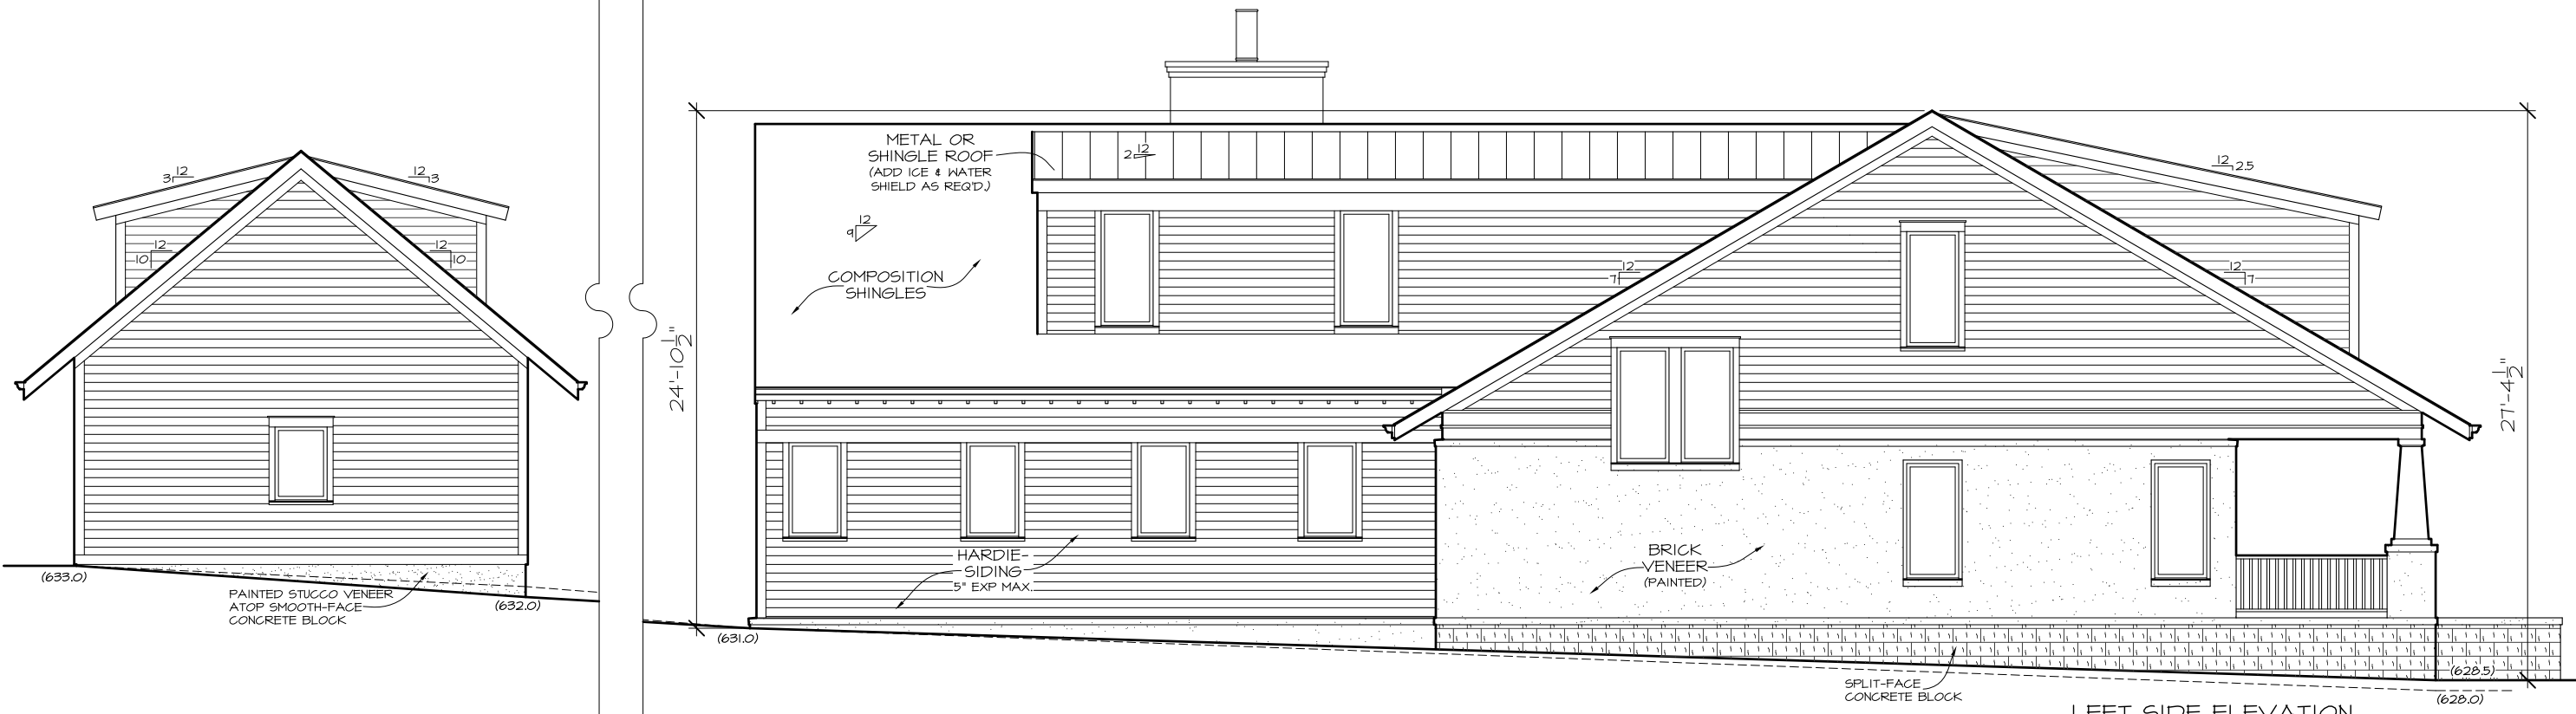 12
3
12
3
12
10
12
10
(633.0)
PAINTED STUCCO VENEER
ATOP SMOOTH-FACE
CONCRETE BLOCK
(632.0)
24'-10 1/2"
METAL OR
SHINGLE ROOF
(ADD ICE & WATER
SHIELD AS REQ'D.)
12
2
12
9
COMPOSITION
SHINGLES
12
2.5
12
7
12
7
27'-4 1/2"
HARDIE-
SIDING
5" EXP MAX.
BRICK
VENEER
(PAINTED)
(631.0)
SPLIT-FACE
CONCRETE BLOCK
(628.5)
(628.0)
LEFT SIDE ELEVATION